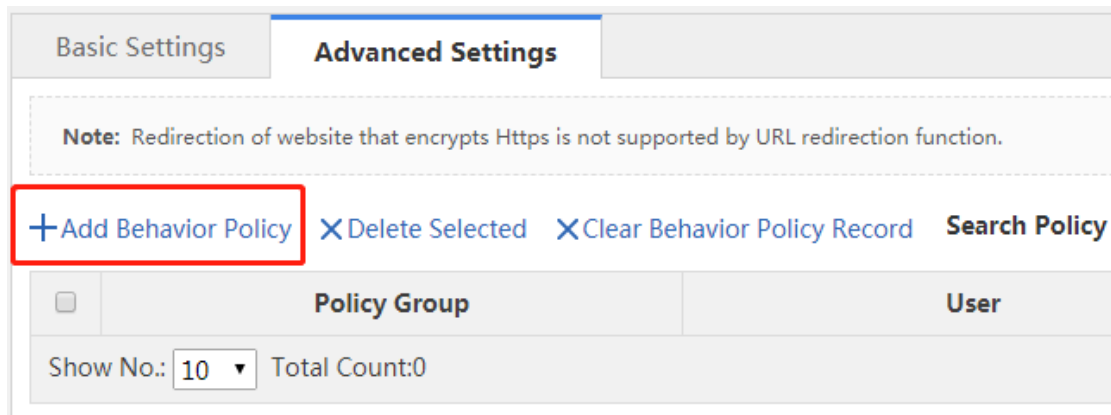 Basic Settings Advanced Settings
Note: Redirection of website that encrypts Https is not supported by URL redirection function.
Add Behavior Policy Delete Selected Clear Behavior Policy Record Search Policy
Policy Group User
Show No.: 10 Total Count:0